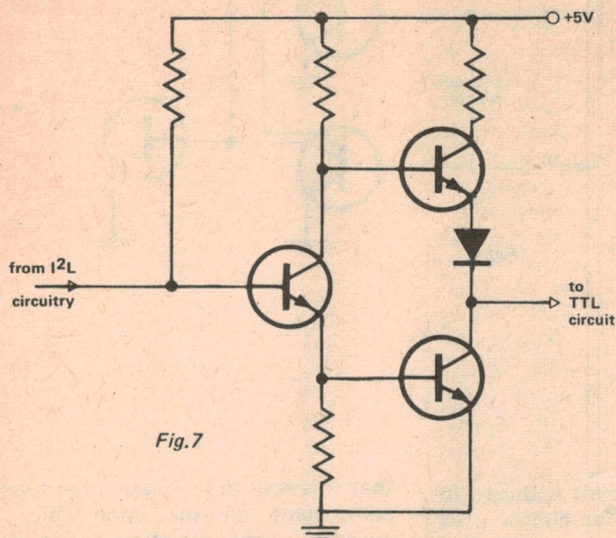 +5V
from I²L
circuitry
to
TTL
circuit
Fig.7